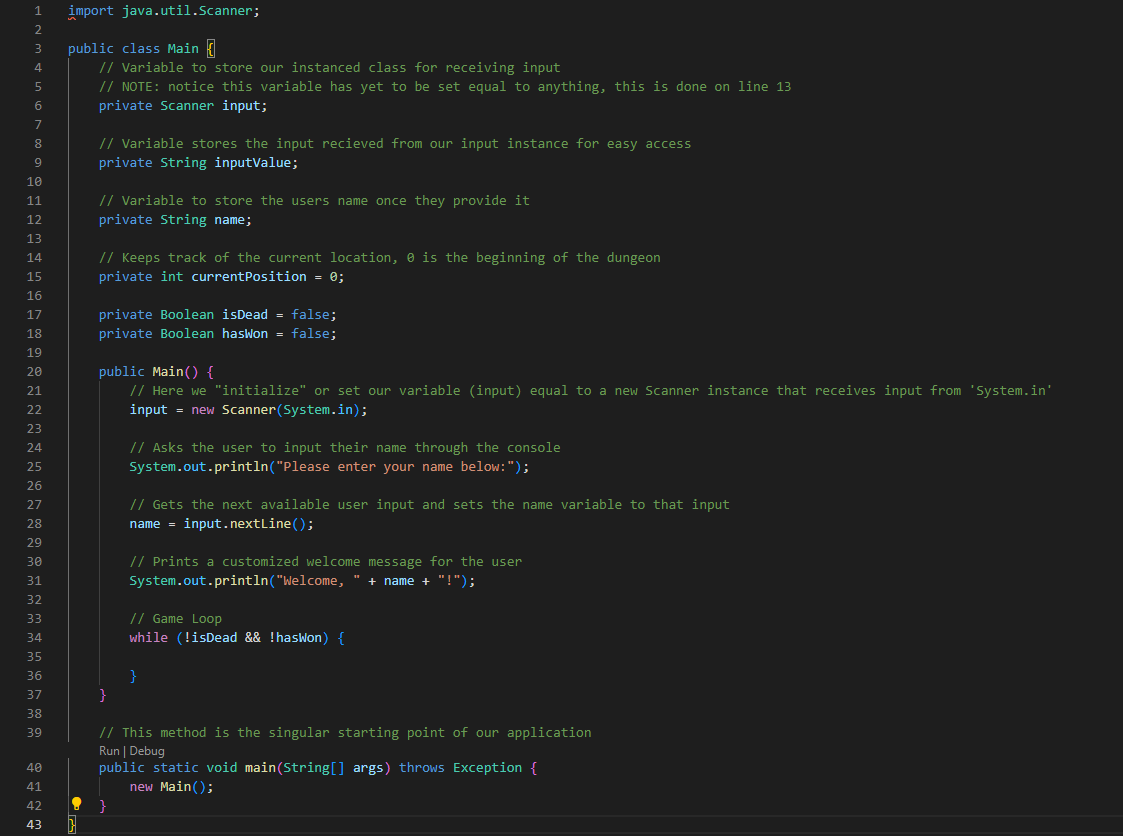 1 import java.util.Scanner;
2
3 public class Main {
4     // Variable to store our instanced class for receiving input
5     // NOTE: notice this variable has yet to be set equal to anything, this is done on line 13
6     private Scanner input;
7
8     // Variable stores the input recieved from our input instance for easy access
9     private String inputValue;
10
11     // Variable to store the users name once they provide it
12     private String name;
13
14     // Keeps track of the current location, 0 is the beginning of the dungeon
15     private int currentPosition = 0;
16
17     private Boolean isDead = false;
18     private Boolean hasWon = false;
19
20     public Main() {
21         // Here we "initialize" or set our variable (input) equal to a new Scanner instance that receives input from 'System.in'
22         input = new Scanner(System.in);
23
24         // Asks the user to input their name through the console
25         System.out.println("Please enter your name below:");
26
27         // Gets the next available user input and sets the name variable to that input
28         name = input.nextLine();
29
30         // Prints a customized welcome message for the user
31         System.out.println("Welcome, " + name + "!");
32
33         // Game Loop
34         while (!isDead && !hasWon) {
35
36         }
37     }
38
39     // This method is the singular starting point of our application
Run | Debug
40     public static void main(String[] args) throws Exception {
41         new Main();
42     }
43 }